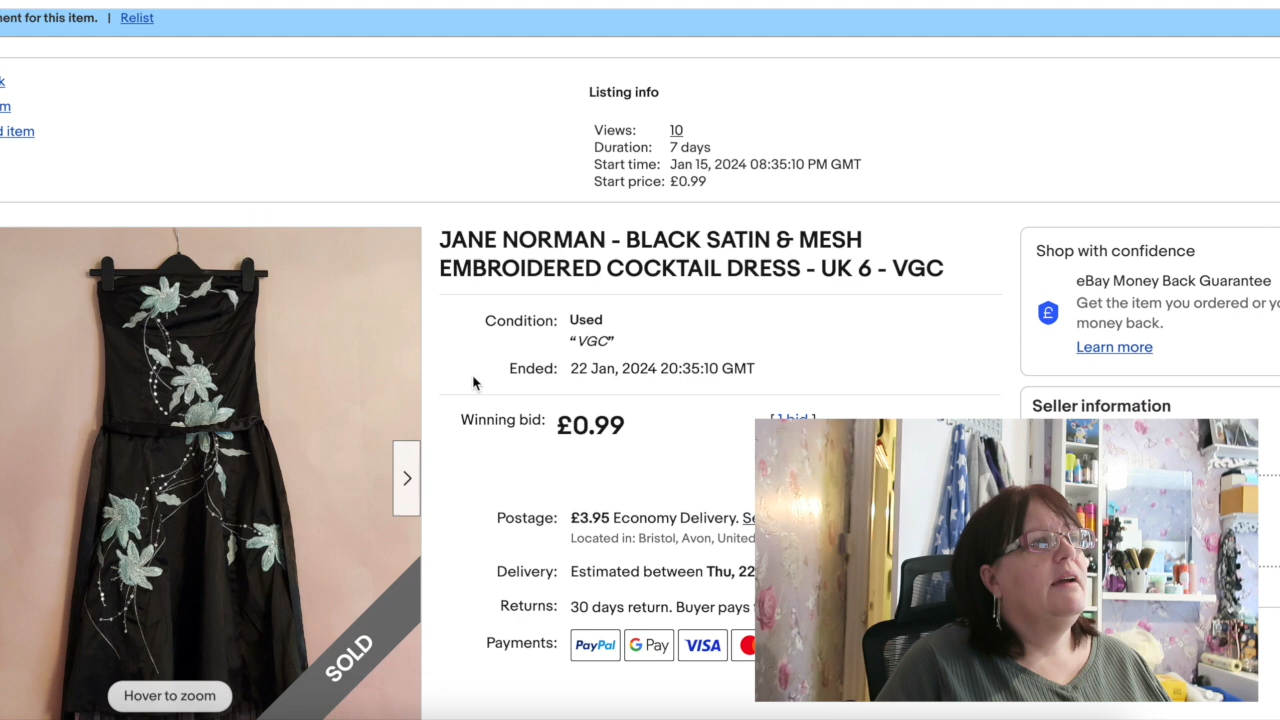 ent for this item. | Relist
k
m
d item
Listing info
Views: 10
Duration: 7 days
Start time: Jan 15, 2024 08:35:10 PM GMT
Start price: £0.99
JANE NORMAN - BLACK SATIN & MESH
EMBROIDERED COCKTAIL DRESS - UK 6 - VGC
Condition: Used
“VGC”
Ended: 22 Jan, 2024 20:35:10 GMT
Winning bid: £0.99 [ 1 bid ]
Postage: £3.95 Economy Delivery. Se
Located in: Bristol, Avon, United
Delivery: Estimated between Thu, 22
Returns: 30 days return. Buyer pays
Payments: PayPal G Pay VISA
SOLD
Hover to zoom
Shop with confidence
eBay Money Back Guarantee
Get the item you ordered or yo
money back.
Learn more
Seller information